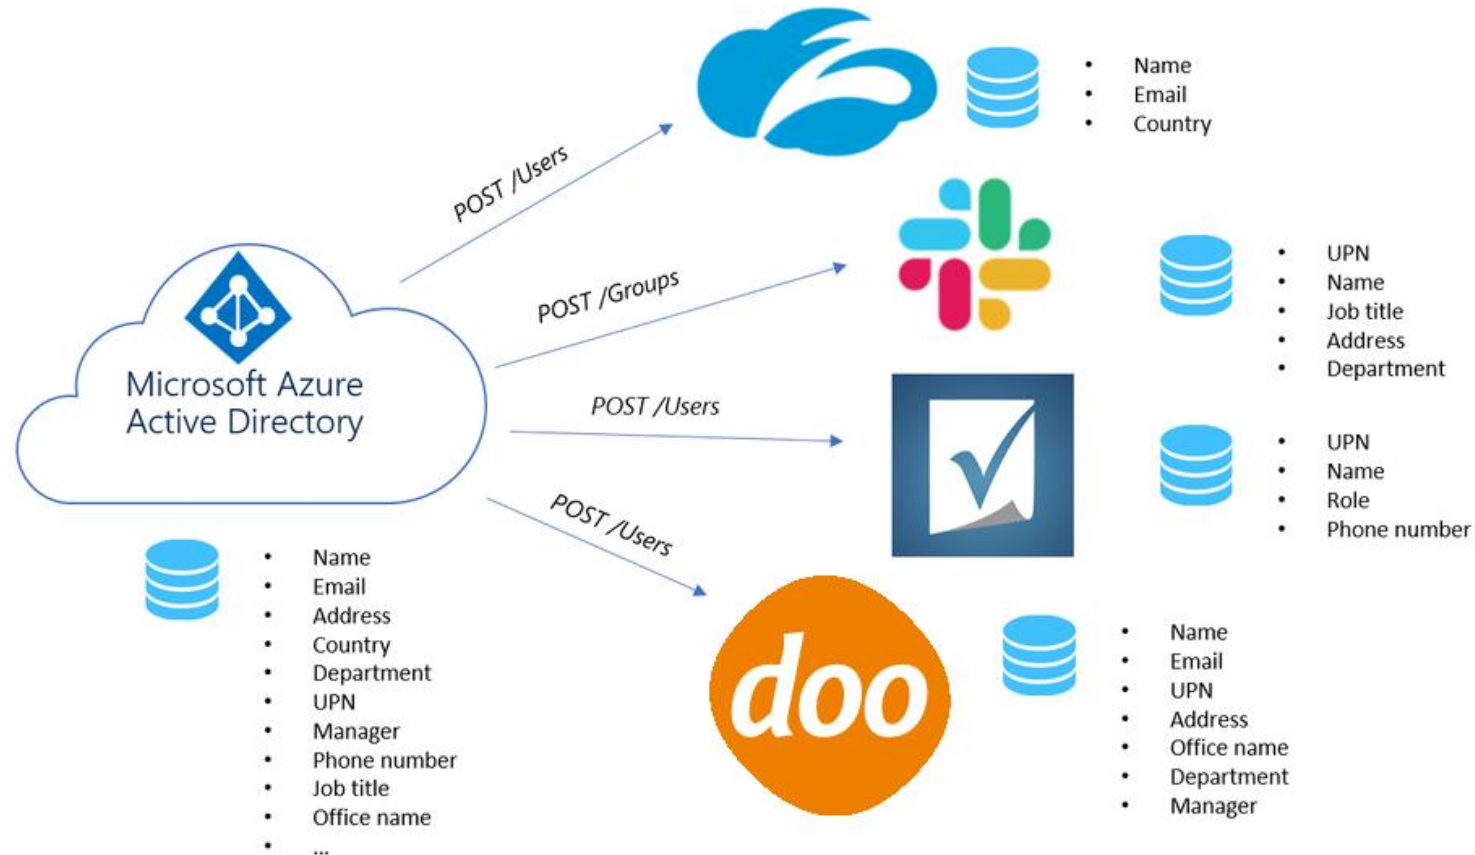 • Name
• Email
• Country
POST /Users
• UPN
• Name
• Job title
• Address
• Department
POST /Groups
Microsoft Azure
Active Directory
POST /Users
• UPN
• Name
• Role
• Phone number
POST /Users
• Name
• Email
• Address
• Country
• Department
• UPN
• Manager
• Phone number
• Job title
• Office name
• ...
doo
• Name
• Email
• UPN
• Address
• Office name
• Department
• Manager